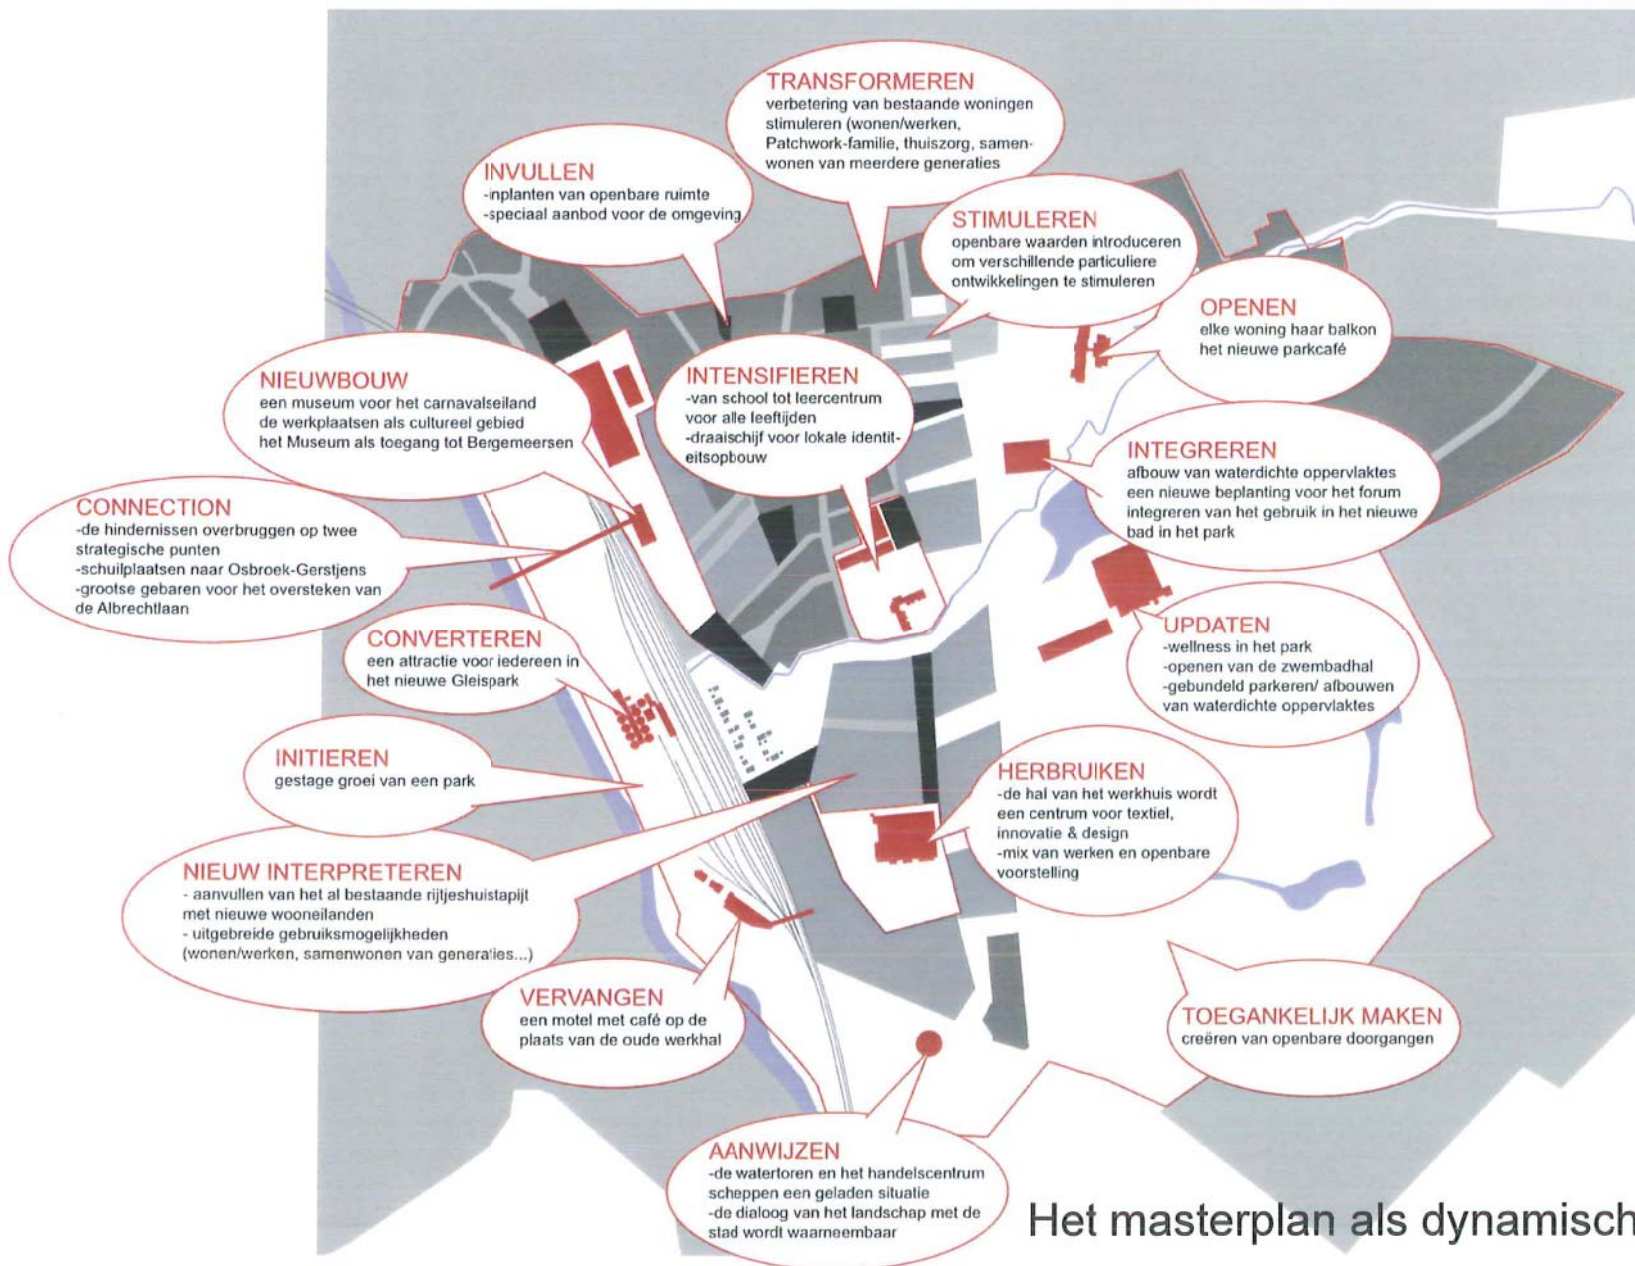 TRANSFORMEREN
verbetering van bestaande woningen
stimuleren (wonen/werken,
Patchwork-familie, thuiszorg, samen-
wonen van meerdere generaties
INVULLEN
-inplanten van openbare ruimte
-speciaal aanbod voor de omgeving
STIMULEREN
openbare waarden introduceren
om verschillende particuliere
ontwikkelingen te stimuleren
OPENEN
elke woning haar balkon
het nieuwe parkcafé
NIEUWBOUW
een museum voor het carnavalseiland
de werkplaatsen als cultureel gebied
het Museum als toegang tot Bergemeersen
INTENSIFIEREN
-van school tot leercentrum
voor alle leeftijden
-draaischijf voor lokale identit-
eitsopbouw
INTEGREREN
afbouw van waterdichte oppervlaktes
een nieuwe beplanting voor het forum
integreren van het gebruik in het nieuwe
bad in het park
CONNECTION
-de hindernissen overbruggen op twee
strategische punten
-schuilplaatsen naar Osbroek-Gerstjens
-grootse gebaren voor het oversteken van
de Albrechtlaan
CONVERTEREN
een attractie voor iedereen in
het nieuwe Gleispark
UPDATEN
-wellness in het park
-openen van de zwembadhal
-gebundeld parkeren/ afbouwen
van waterdichte oppervlaktes
INITIEREN
gestage groei van een park
HERBRUIKEN
-de hal van het werkhuis wordt
een centrum voor textiel,
innovatie & design
-mix van werken en openbare
voorstelling
NIEUW INTERPRETEREN
- aanvullen van het al bestaande rijtjeshuistapijt
met nieuwe wooneilanden
- uitgebreide gebruiksmogelijkheden
(wonen/werken, samenwonen van generaties...)
VERVANGEN
een motel met café op de
plaats van de oude werkhal
TOEGANKELIJK MAKEN
creëren van openbare doorgangen
AANWIJZEN
-de watertoren en het handelscentrum
scheppen een geladen situatie
-de dialoog van het landschap met de
stad wordt waarneembaar
Het masterplan als dynamisch